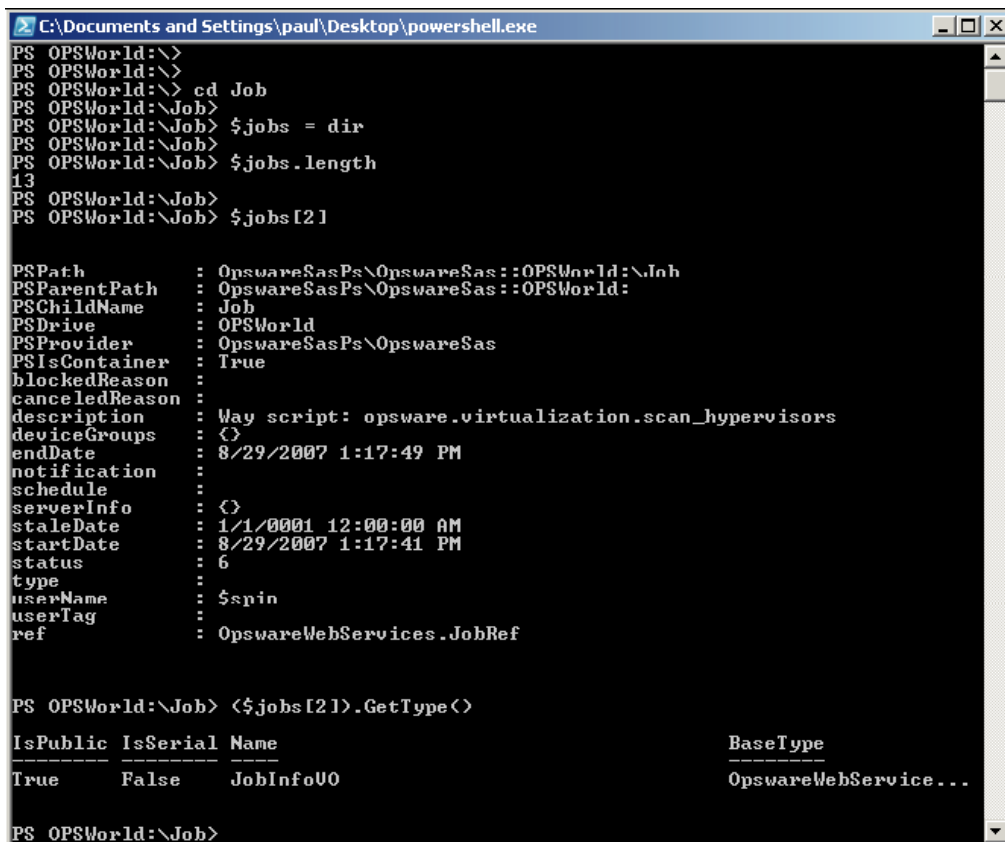 C:\Documents and Settings\paul\Desktop\powershell.exe
PS OPSWorld:\>
PS OPSWorld:\>
PS OPSWorld:\> cd Job
PS OPSWorld:\Job>
PS OPSWorld:\Job> $jobs = dir
PS OPSWorld:\Job>
PS OPSWorld:\Job> $jobs.length
13
PS OPSWorld:\Job>
PS OPSWorld:\Job> $jobs[2]
PSPath : OpswareSasPs\OpswareSas::OPSWorld:\Job
PSParentPath : OpswareSasPs\OpswareSas::OPSWorld:
PSChildName : Job
PSDrive : OPSWorld
PSProvider : OpswareSasPs\OpswareSas
PSIsContainer : True
blockedReason :
canceledReason :
description : Way script: opsware.virtualization.scan_hypervisors
deviceGroups : {}
endDate : 8/29/2007 1:17:49 PM
notification :
schedule :
serverInfo : {}
staleDate : 1/1/0001 12:00:00 AM
startDate : 8/29/2007 1:17:41 PM
status : 6
type :
userName : $spin
userTag :
ref : OpswareWebServices.JobRef
PS OPSWorld:\Job> ($jobs[2]).GetType()
IsPublic IsSerial Name BaseType
-------- -------- ---- --------
True False JobInfoVO OpswareWebService...
PS OPSWorld:\Job>